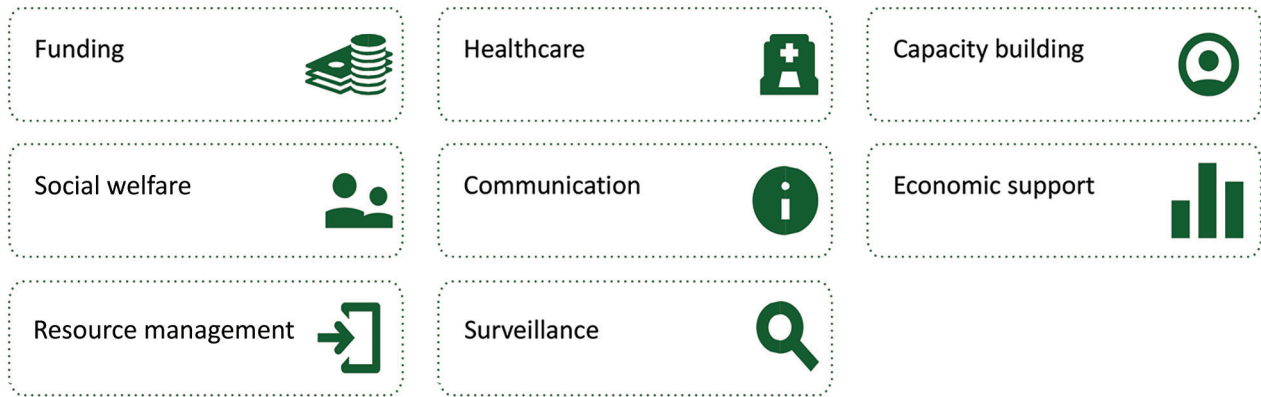 Funding
Healthcare
Capacity building
Social welfare
Communication
Economic support
Resource management
Surveillance